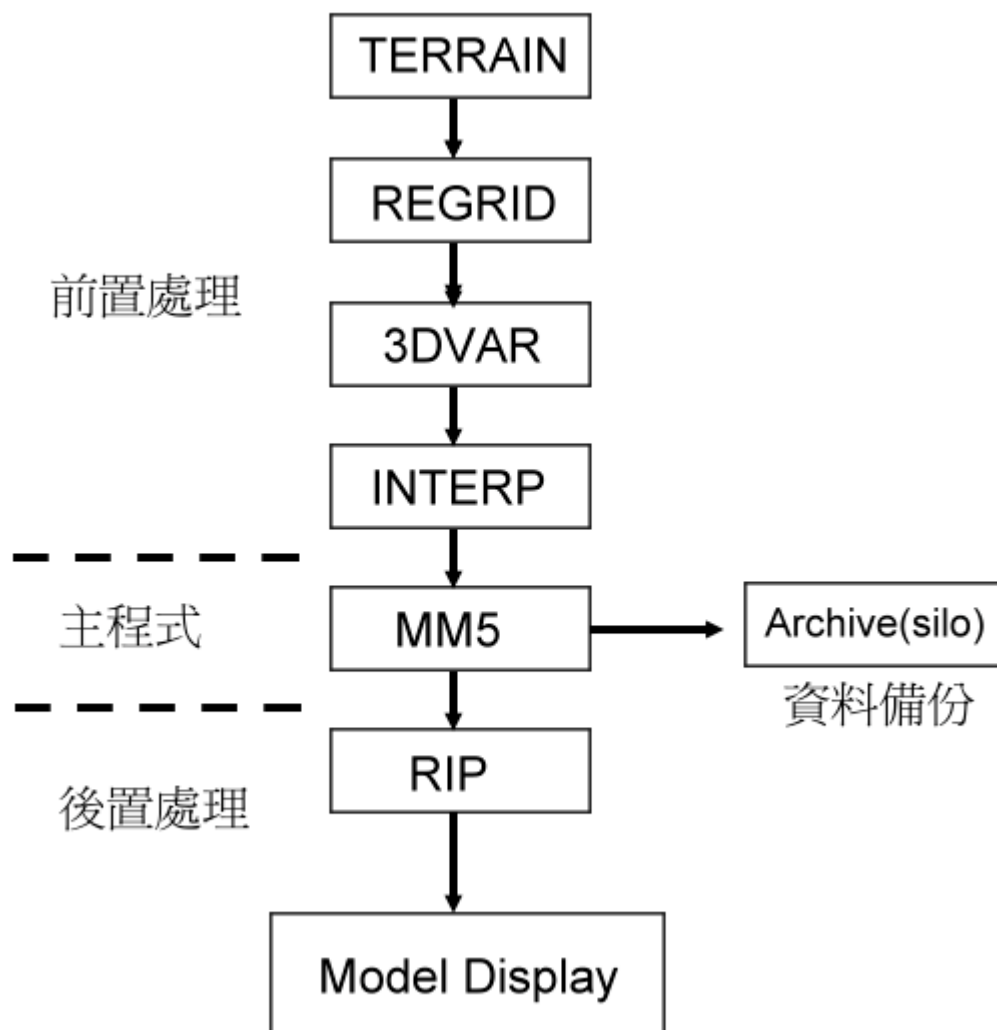 TERRAIN
REGRID
前置處理
3DVAR
INTERP
主程式
MM5
Archive(silo)
資料備份
RIP
後置處理
Model Display